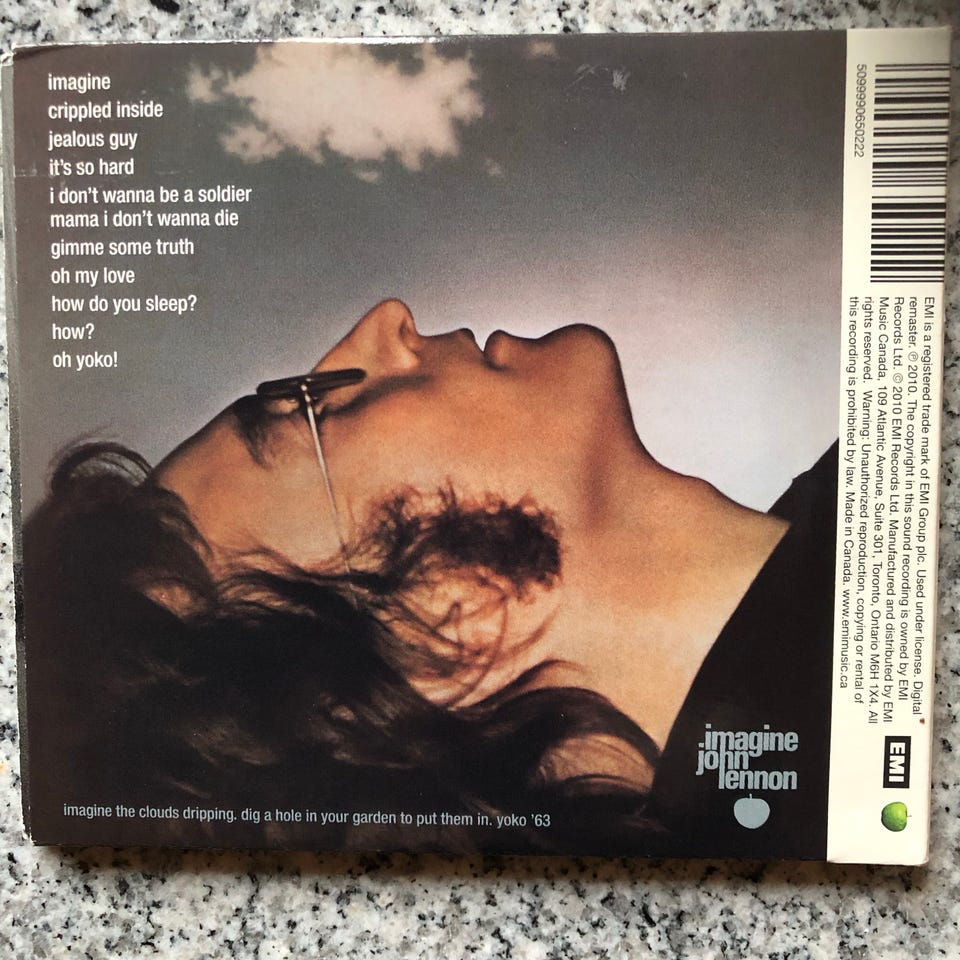 imagine
crippled inside
jealous guy
it's so hard
i don't wanna be a soldier
mama i don't wanna die
gimme some truth
oh my love
how do you sleep?
how?
oh yoko!
imagine
john
lennon
imagine the clouds dripping. dig a hole in your garden to put them in. yoko '63
5099990650222
EMI is a registered trade mark of EMI Group plc. Used under license. Digital
remaster. ℗ 2010. The copyright in this sound recording is owned by EMI
Records Ltd. © 2010 EMI Records Ltd. Manufactured and distributed by EMI
Music Canada, 109 Atlantic Avenue, Suite 301, Toronto, Ontario M6H 1X4. All
rights reserved. Warning: Unauthorized reproduction, copying or rental of
this recording is prohibited by law. Made in Canada. www.emimusic.ca
EMI